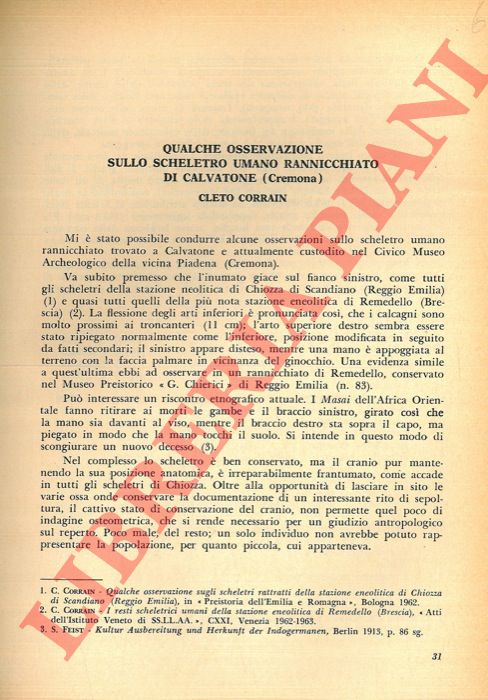 QUALCHE OSSERVAZIONE
SULLO SCHELETRO UMANO RANNICCHIATO
DI CALVATONE (Cremona)
CLETO CORRAIN
Mi è stato possibile condurre alcune osservazioni sullo scheletro umano
rannicchiato trovato a Calvatone e attualmente custodito nel Civico Museo
Archeologico della vicina Piadena (Cremona).
Va subito premesso che l'inumato giace sul fianco sinistro, come tutti
gli scheletri della stazione neolitica di Chiozza di Scandiano (Reggio Emilia)
(1) e quasi tutti quelli della più nota stazione eneolitica di Remedello (Bre-
scia) (2). La flessione degli arti inferiori è pronunciata così, che i calcagni sono
molto prossimi ai trocanteri (11 cm); l'arto superiore destro sembra essere
stato ripiegato normalmente come l'inferiore, posizione modificata in seguito
da fatti secondari; il sinistro appare disteso, mentre una mano è appoggiata al
terreno con la faccia palmare in vicinanza del ginocchio. Una evidenza simile
a quest'ultima ebbi ad osservare in un rannicchiato di Remedello, conservato
nel Museo Preistorico « G. Chierici » di Reggio Emilia (n. 83).
Può interessare un riscontro etnografico attuale. I Masai dell'Africa Orien-
tale fanno ritirare ai morti le gambe e il braccio sinistro, girato così che
la mano sia davanti al viso, mentre il braccio destro sta sopra il capo, ma
piegato in modo che la mano tocchi il suolo. Si intende in questo modo di
scongiurare un nuovo decesso (3).
Nel complesso lo scheletro è ben conservato, ma il cranio pur mante-
nendo la sua posizione anatomica, è irreparabilmente frantumato, come accade
in tutti gli scheletri di Chiozza. Oltre alla opportunità di lasciare in sito le
varie ossa onde conservare la documentazione di un interessante rito di sepol-
tura, il cattivo stato di conservazione del cranio, non permette quel poco di
indagine osteometrica, che si rende necessario per un giudizio antropologico
sul reperto. Poco male, del resto; un solo individuo non avrebbe potuto rap-
presentare la popolazione, per quanto piccola, cui apparteneva.
1. C. CORRAIN - Qualche osservazione sugli scheletri rattratti della stazione eneolitica di Chiozza
di Scandiano (Reggio Emilia), in « Preistoria dell'Emilia e Romagna », Bologna 1962.
2. C. CORRAIN - I resti scheletrici umani della stazione eneolitica di Remedello (Brescia), « Atti
dell'Istituto Veneto di SS.LL.AA. », CXXI, Venezia 1962-1963.
3. S. FEIST - Kultur Ausbereitung und Herkunft der Indogermanen, Berlin 1913, p. 86 sg.
31
LIBRERIA PIANI